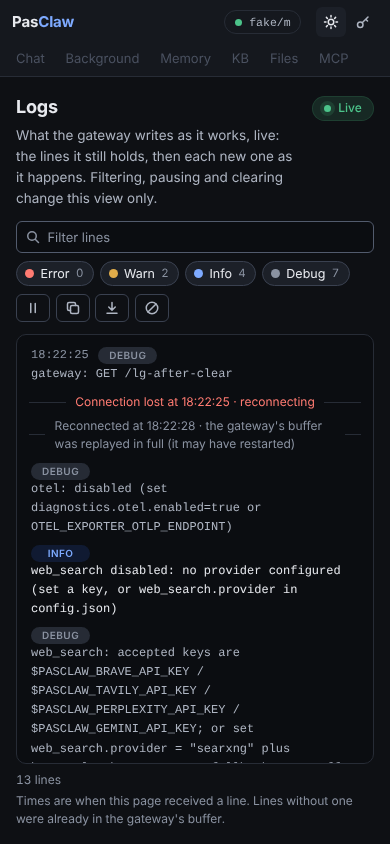 PasClaw
fake/m
Chat Background Memory KB Files MCP
Logs
Live
What the gateway writes as it works, live:
the lines it still holds, then each new one as
it happens. Filtering, pausing and clearing
change this view only.
Filter lines
Error 0 Warn 2 Info 4 Debug 7
18:22:25 DEBUG
gateway: GET /lg-after-clear
Connection lost at 18:22:25 · reconnecting
Reconnected at 18:22:28 · the gateway's buffer
was replayed in full (it may have restarted)
DEBUG
otel: disabled (set
diagnostics.otel.enabled=true or
OTEL_EXPORTER_OTLP_ENDPOINT)
INFO
web_search disabled: no provider configured
(set a key, or web_search.provider in
config.json)
DEBUG
web_search: accepted keys are
$PASCLAW_BRAVE_API_KEY /
$PASCLAW_TAVILY_API_KEY /
$PASCLAW_PERPLEXITY_API_KEY /
$PASCLAW_GEMINI_API_KEY; or set
web_search.provider = "searxng" plus
13 lines
Times are when this page received a line. Lines without one
were already in the gateway's buffer.